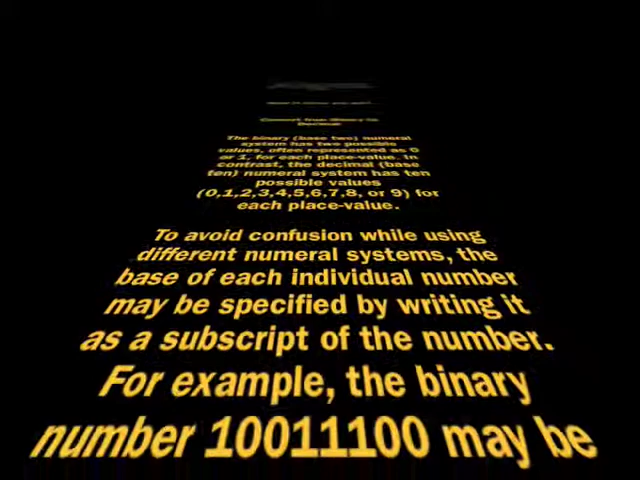 Convert from Binary to
Decimal
The binary (base two) numeral
system has two possible
values, often represented as 0
or 1, for each place-value. In
contrast, the decimal (base
ten) numeral system has ten
possible values
(0,1,2,3,4,5,6,7,8, or 9) for
each place-value.
To avoid confusion while using
different numeral systems, the
base of each individual number
may be specified by writing it
as a subscript of the number.
For example, the binary
number 10011100 may be